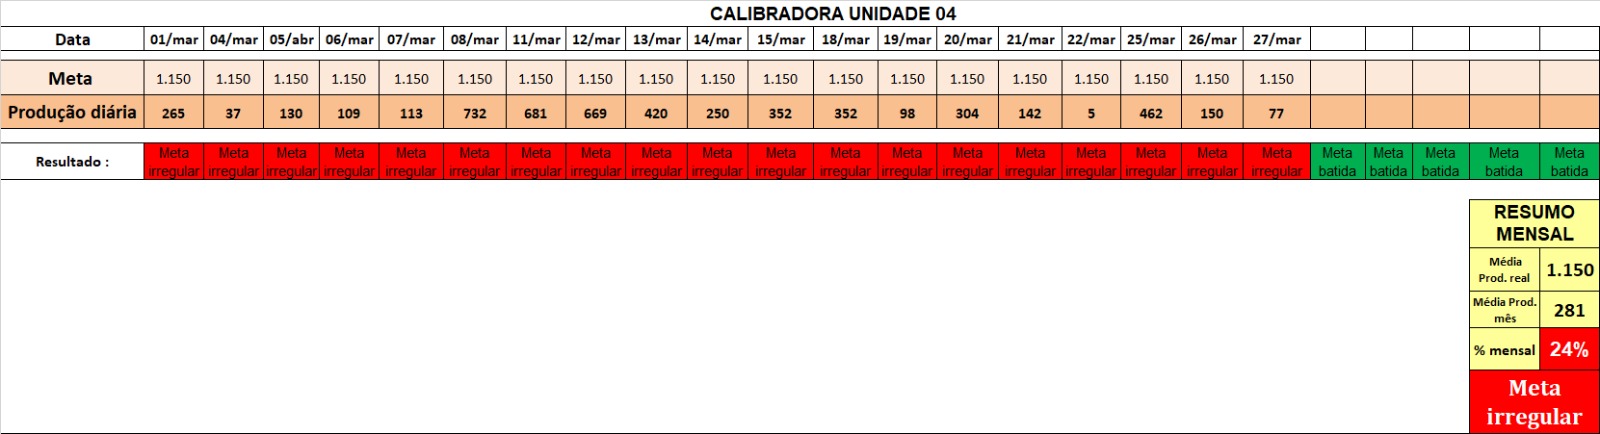 CALIBRADORA UNIDADE 04
Data 01/mar 04/mar 05/abr 06/mar 07/mar 08/mar 11/mar 12/mar 13/mar 14/mar 15/mar 18/mar 19/mar 20/mar 21/mar 22/mar 25/mar 26/mar 27/mar
Meta 1.150 1.150 1.150 1.150 1.150 1.150 1.150 1.150 1.150 1.150 1.150 1.150 1.150 1.150 1.150 1.150 1.150 1.150 1.150
Produção diária 265 37 130 109 113 732 681 669 420 250 352 352 98 304 142 5 462 150 77
Resultado : Meta irregular Meta irregular Meta irregular Meta irregular Meta irregular Meta irregular Meta irregular Meta irregular Meta irregular Meta irregular Meta irregular Meta irregular Meta irregular Meta irregular Meta irregular Meta irregular Meta irregular Meta irregular Meta irregular Meta batida Meta batida Meta batida Meta batida Meta batida
RESUMO
MENSAL
Média
Prod. real 1.150
Média Prod.
mês 281
% mensal 24%
Meta
irregular